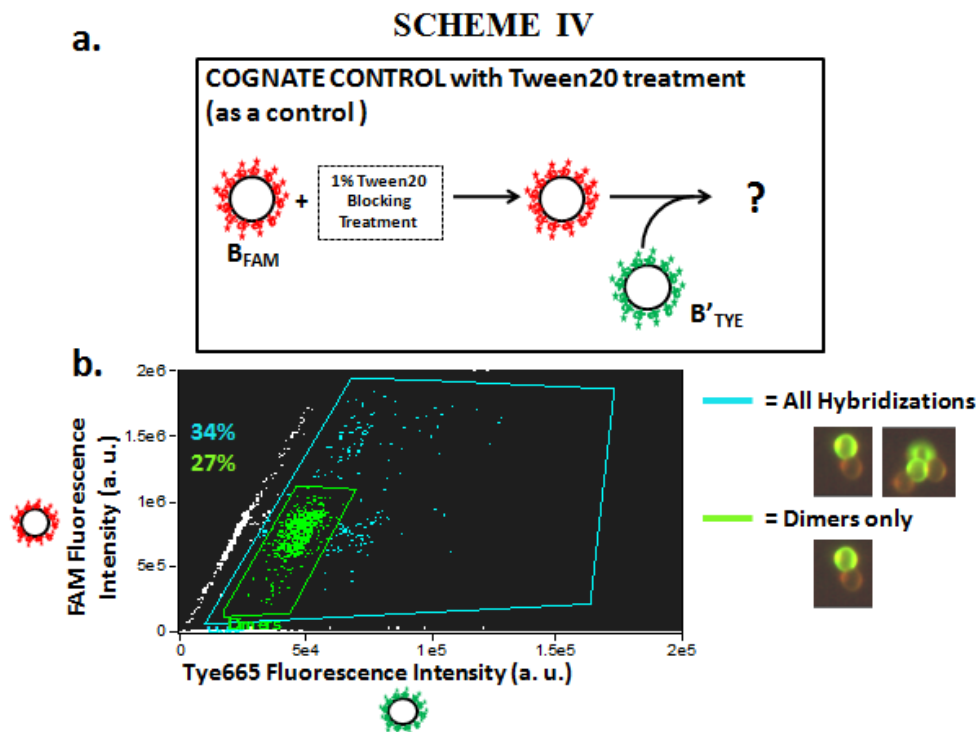 SCHEME IV
a.
COGNATE CONTROL with Tween20 treatment
(as a control )
1% Tween20
Blocking
Treatment
+
?
B_FAM
B'_TYE
b.
2e6
1.5e6
1e6
5e5
0
34%
27%
Dimers
FAM Fluorescence
Intensity (a. u.)
0
5e4
1e5
1.5e5
2e5
Tye665 Fluorescence Intensity (a. u.)
= All Hybridizations
= Dimers only